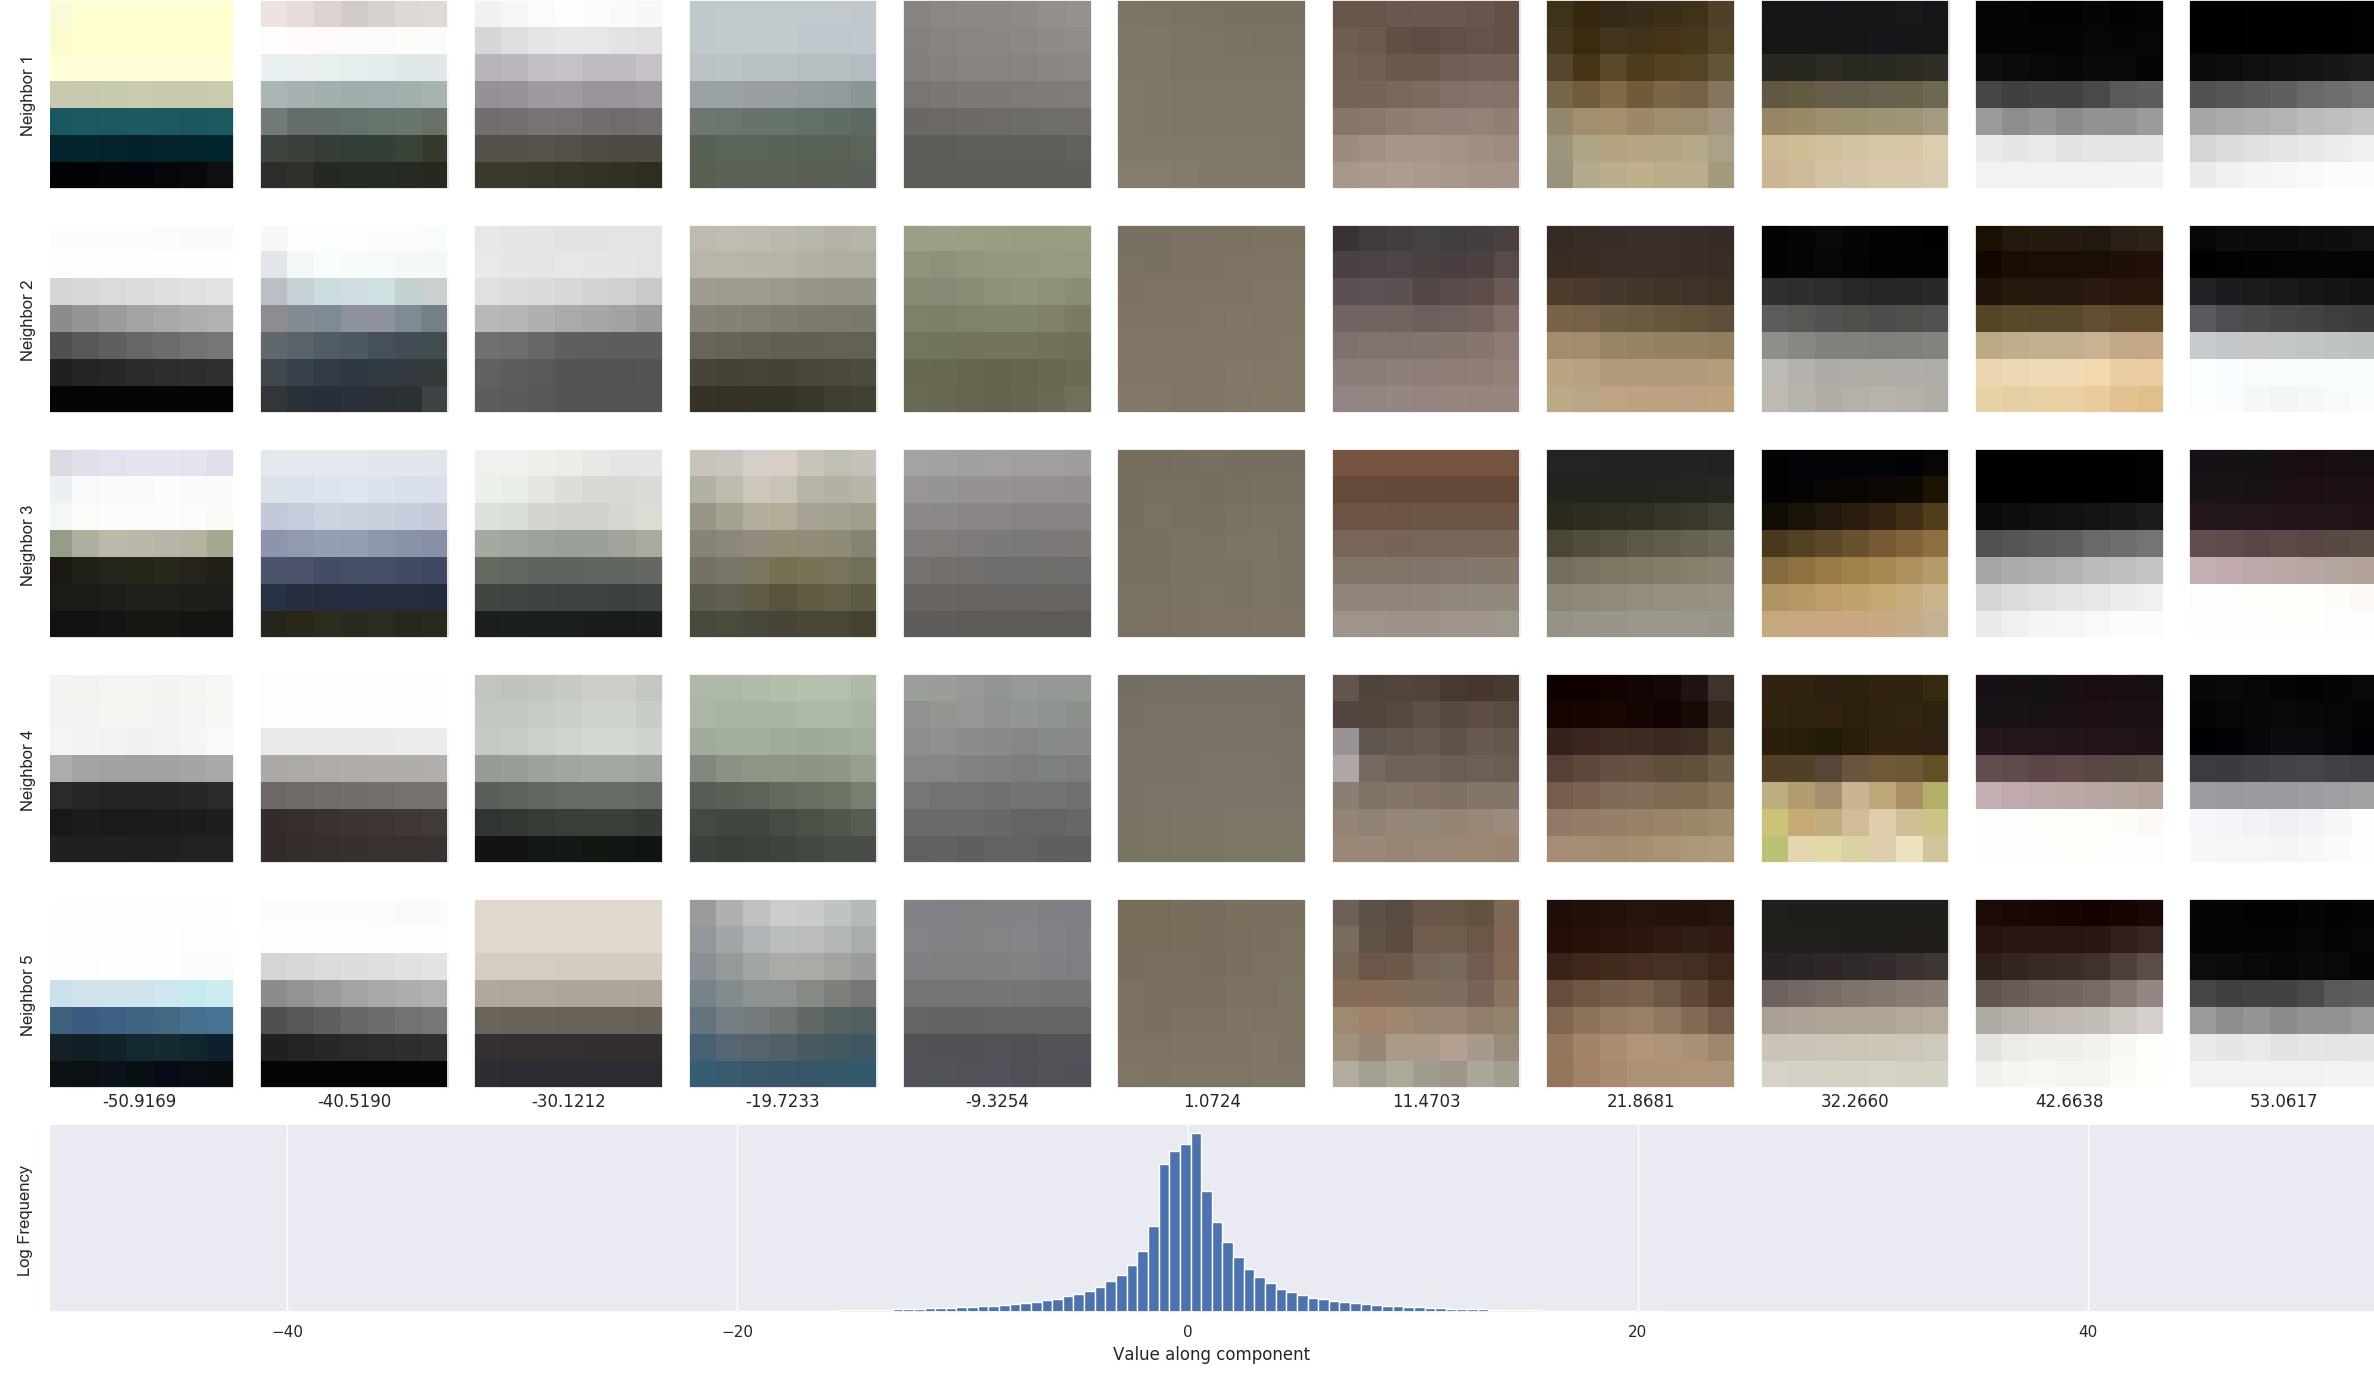 Neighbor 1
Neighbor 2
Neighbor 3
Neighbor 4
Neighbor 5
-50.9169 -40.5190 -30.1212 -19.7233 -9.3254 1.0724 11.4703 21.8681 32.2660 42.6638 53.0617
Log Frequency
−40 −20 0 20 40
Value along component